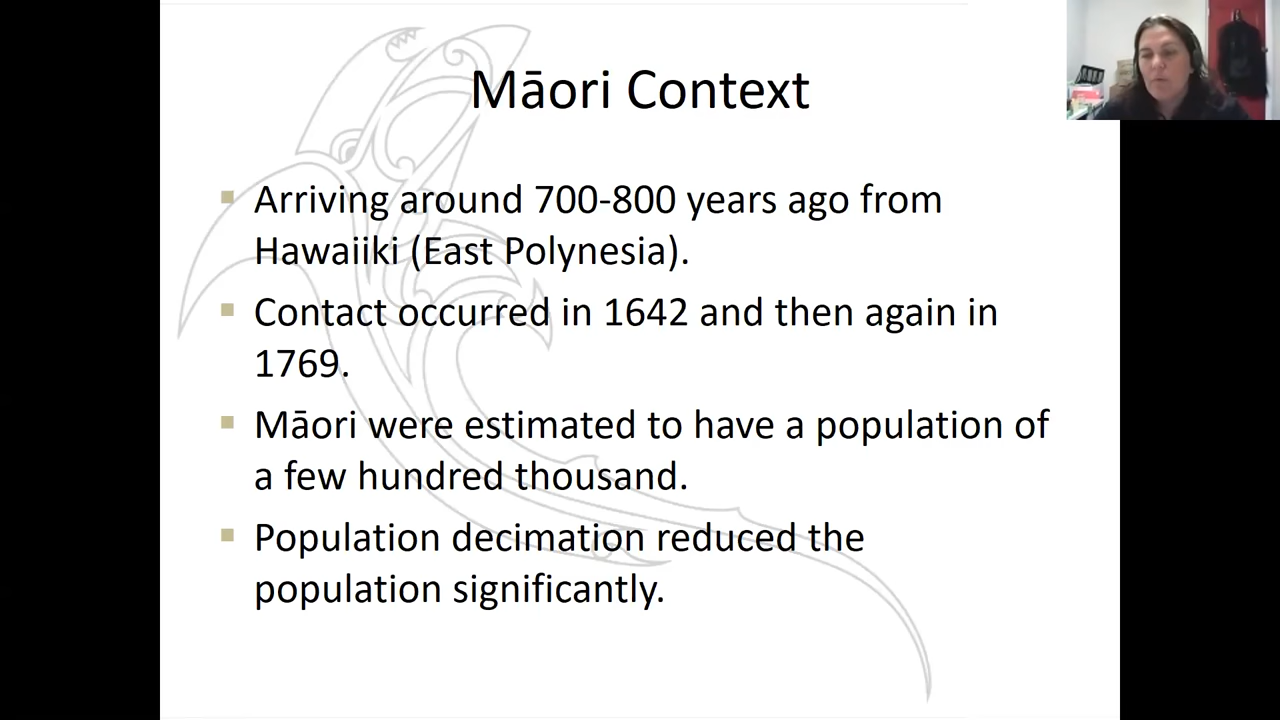 Māori Context
Arriving around 700-800 years ago from
Hawaiiki (East Polynesia).
Contact occurred in 1642 and then again in
1769.
Māori were estimated to have a population of
a few hundred thousand.
Population decimation reduced the
population significantly.